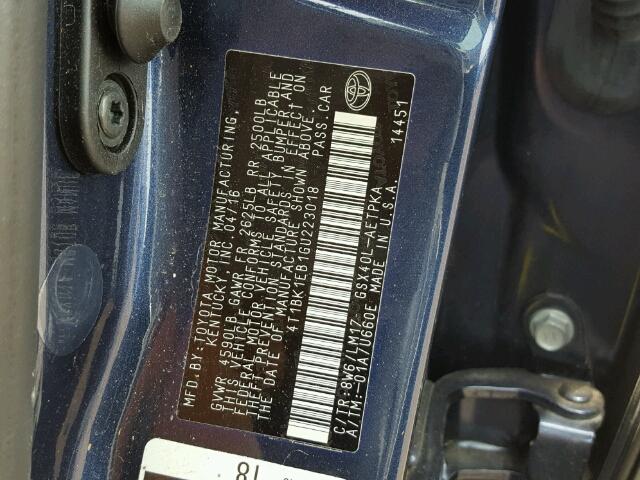 MFD.BY:TOYOTA MOTOR MANUFACTURING,
KENTUCKY, INC. 04/16
GVWR 4590LB GAWR FR 2625LB RR 2500LB
THIS VEHICLE CONFORMS TO ALL APPLICABLE
FEDERAL MOTOR VEHICLE SAFETY BUMPER, AND
THEFT PREVENTION STANDARDS IN EFFECT ON
THE DATE OF MANUFACTURE SHOWN ABOVE.
4T1BK1EB1GU223018 PASS. CAR
C/TR:8W6/LM17 GSX40L-AETPKA
A/TM:-01A/U660E MADE IN U.S.A.
14451
81